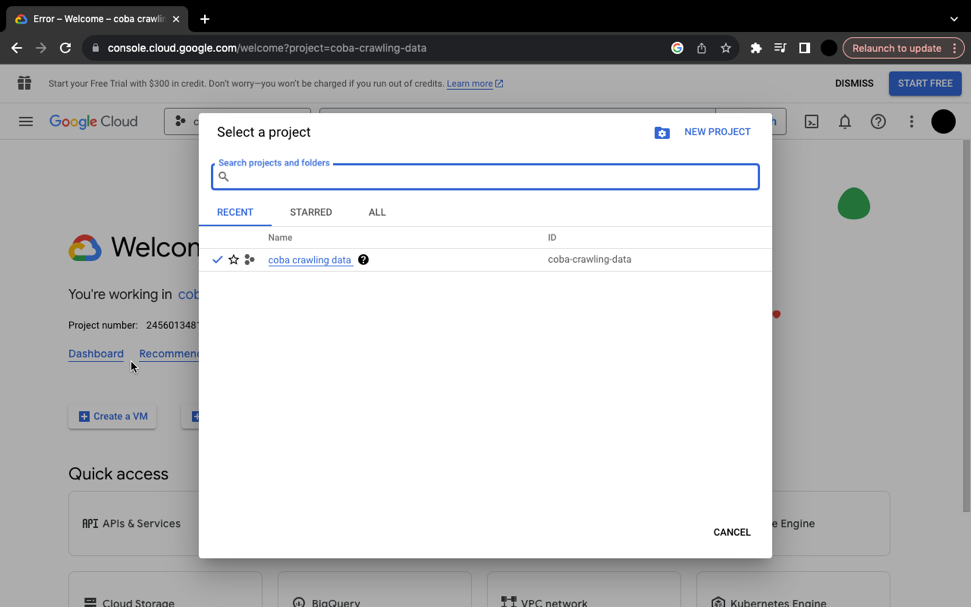 Error – Welcome – coba crawlin
console.cloud.google.com/welcome?project=coba-crawling-data
Relaunch to update
Start your Free Trial with $300 in credit. Don't worry—you won't be charged if you run out of credits. Learn more
DISMISS
START FREE
Google Cloud
Select a project
NEW PROJECT
Search projects and folders
RECENT
STARRED
ALL
Name
ID
coba crawling data
coba-crawling-data
Welcon
You're working in cob
Project number: 245601348
Dashboard
Recommen
Create a VM
Quick access
API APIs & Services
e Engine
CANCEL
Cloud Storage
BigQuery
VPC network
Kubernetes Engine